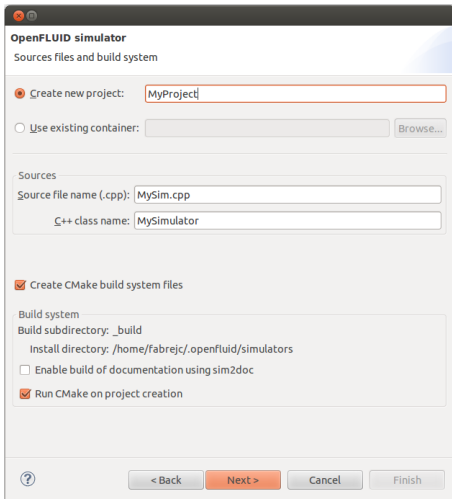 OpenFLUID simulator
Sources files and build system
Create new project: MyProject
Use existing container: Browse...
Sources
Source file name (.cpp): MySim.cpp
C++ class name: MySimulator
Create CMake build system files
Build system
Build subdirectory: _build
Install directory: /home/fabrejc/.openfluid/simulators
Enable build of documentation using sim2doc
Run CMake on project creation
? < Back Next > Cancel Finish